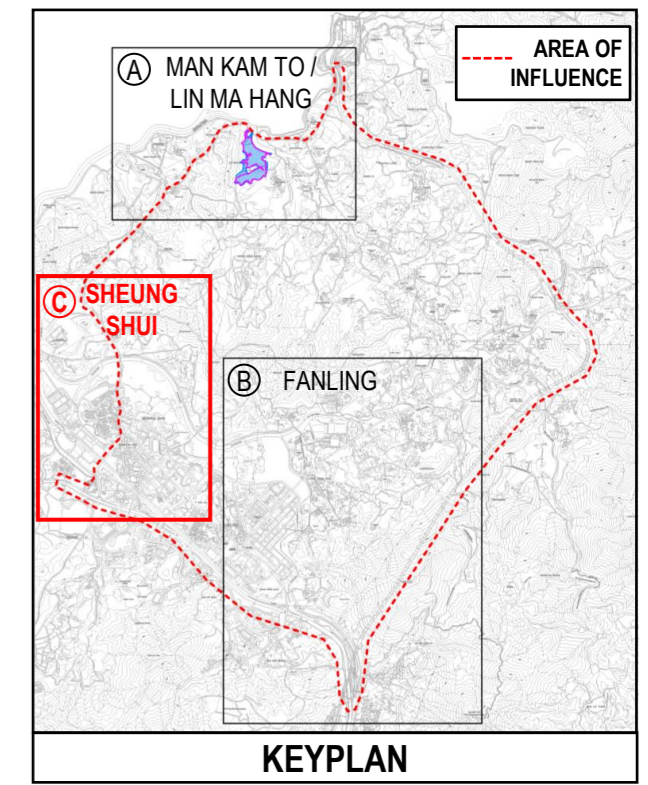 AREA OF
INFLUENCE
Ⓐ MAN KAM TO /
LIN MA HANG
Ⓒ SHEUNG
SHUI
Ⓑ FANLING
KEYPLAN